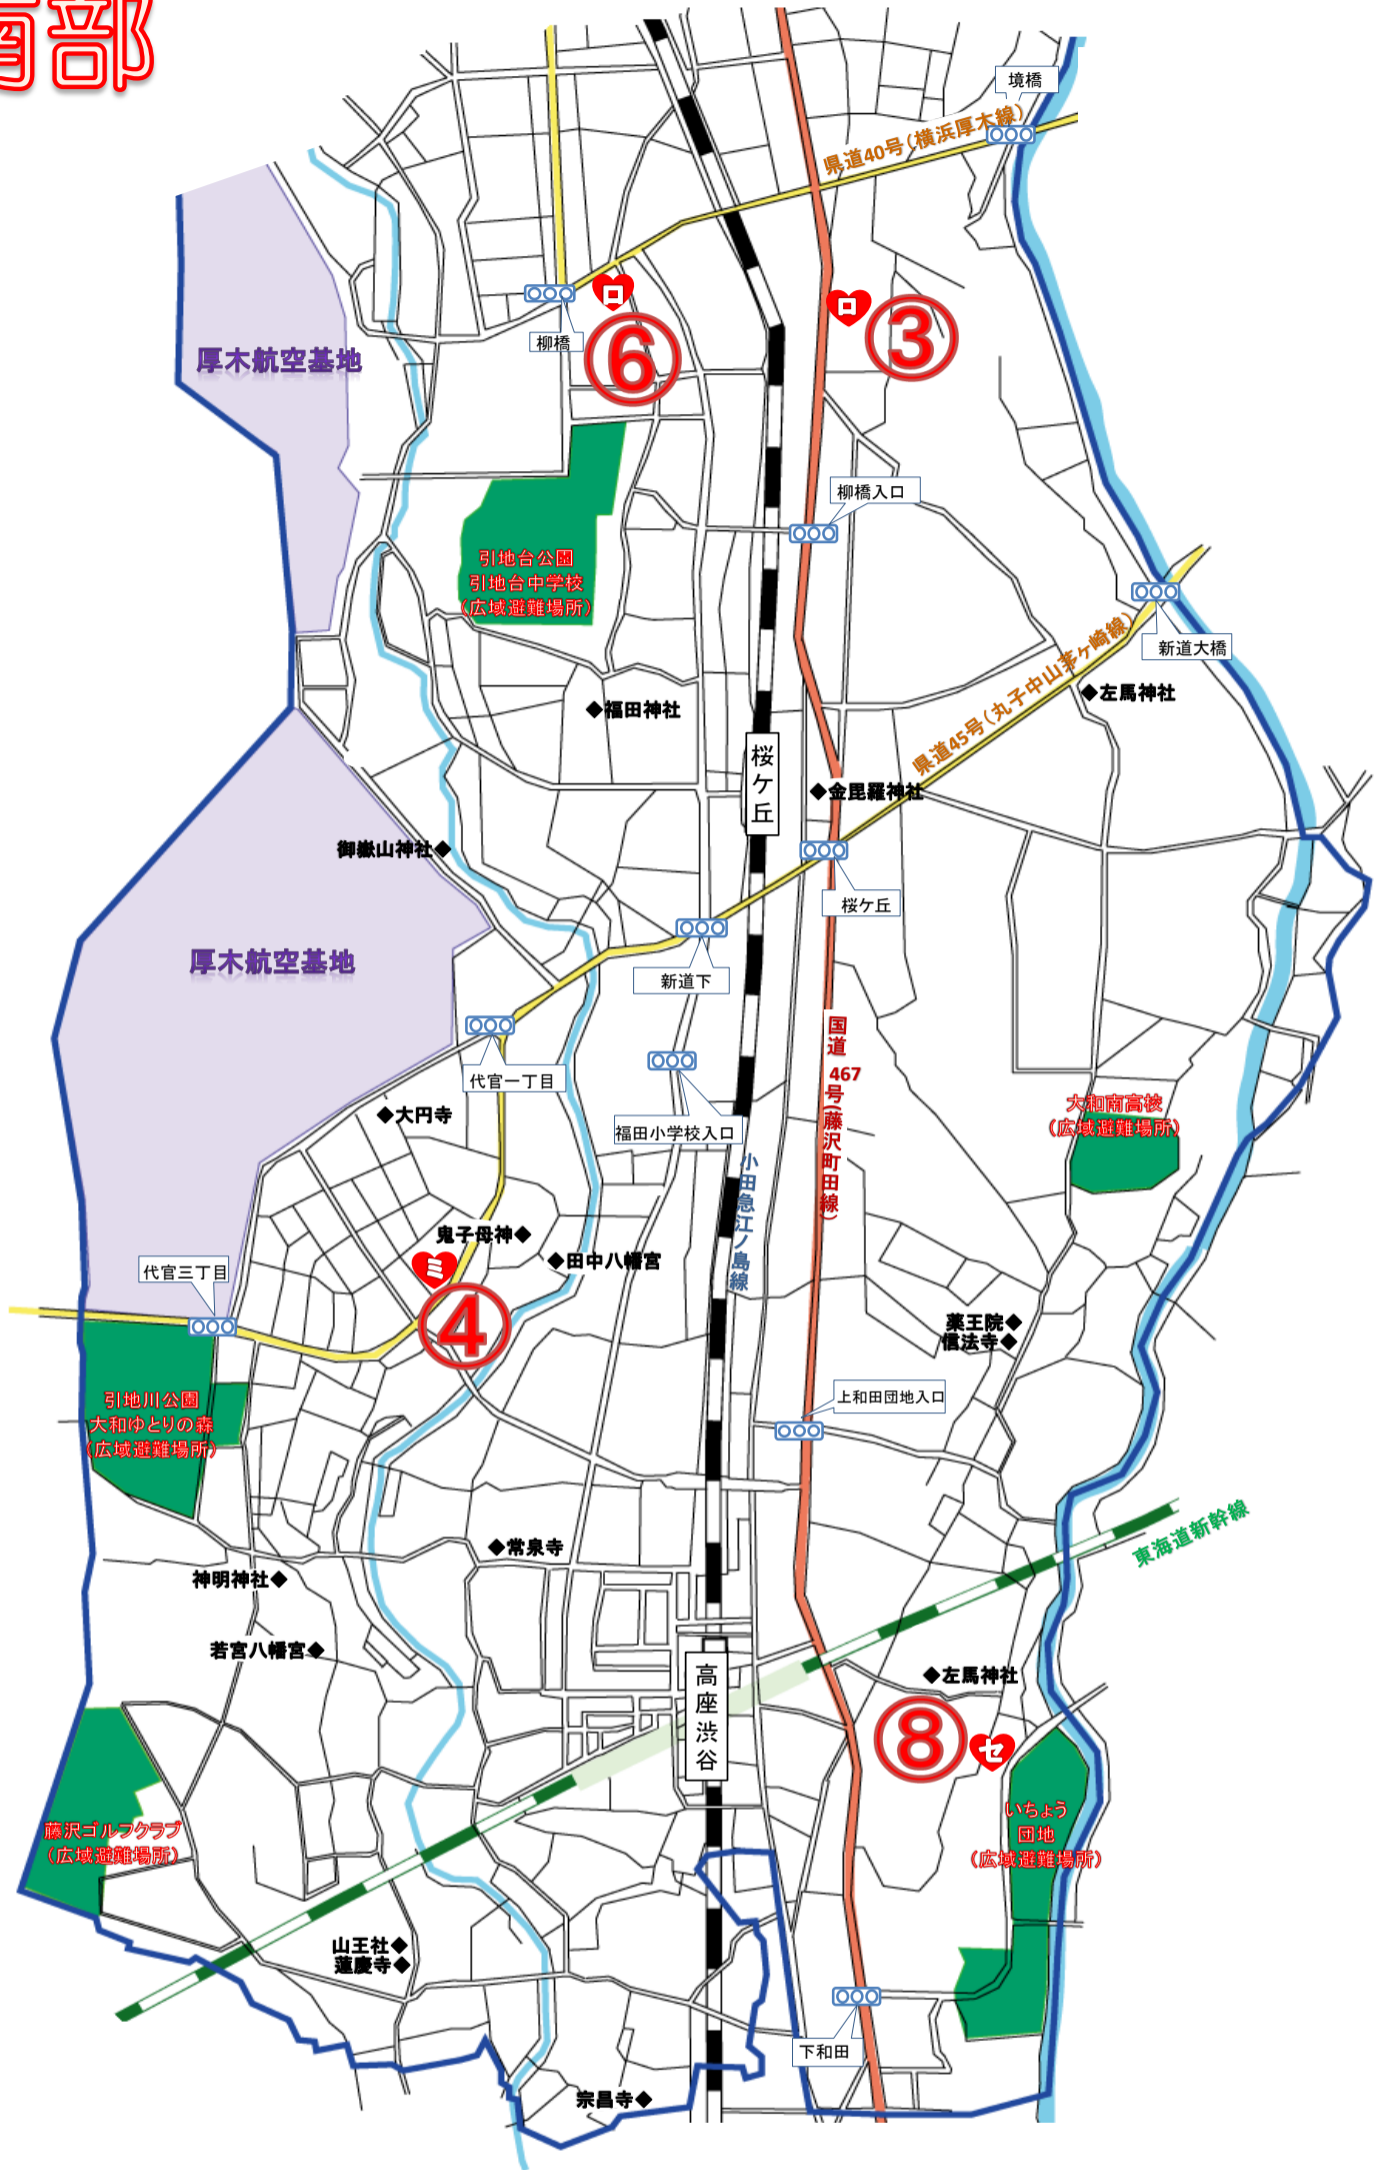 南部
境橋
県道40号(横浜厚木線)
柳橋
ロ
⑥
ロ
③
厚木航空基地
柳橋入口
引地台公園
引地台中学校
(広域避難場所)
新道大橋
県道45号(丸子中山茅ヶ崎線)
◆左馬神社
◆福田神社
桜ケ丘
◆金毘羅神社
御嶽山神社◆
桜ケ丘
厚木航空基地
新道下
国道467号(藤沢町田線)
代官一丁目
大和南高校
(広域避難場所)
◆大円寺
福田小学校入口
小田急江ノ島線
鬼子母神◆
◆田中八幡宮
代官三丁目
ミ
④
薬王院◆
信法寺◆
引地川公園
大和ゆとりの森
(広域避難場所)
上和田団地入口
東海道新幹線
◆常泉寺
神明神社◆
若宮八幡宮◆
高座渋谷
◆左馬神社
⑧
セ
いちょう
団地
(広域避難場所)
藤沢ゴルフクラブ
(広域避難場所)
山王社◆
蓮慶寺◆
下和田
宗昌寺◆